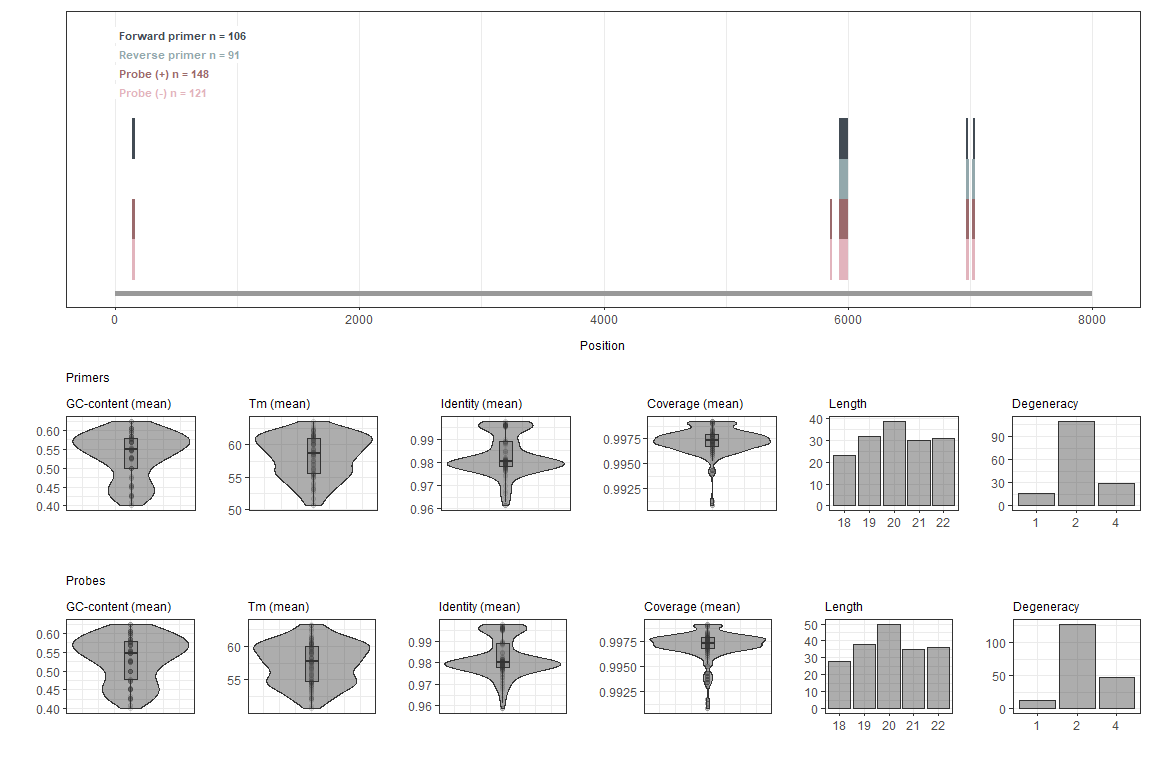 Forward primer n = 106
Reverse primer n = 91
Probe (+) n = 148
Probe (-) n = 121
0 2000 4000 6000 8000
Position
Primers
GC-content (mean) Tm (mean) Identity (mean) Coverage (mean) Length Degeneracy
0.60 0.55 0.50 0.45 0.40
60 55 50
0.99 0.98 0.97 0.96
0.9975 0.9950 0.9925
40 30 20 10 0
18 19 20 21 22
90 60 30 0
1 2 4
Probes
GC-content (mean) Tm (mean) Identity (mean) Coverage (mean) Length Degeneracy
0.60 0.55 0.50 0.45 0.40
60 55
0.99 0.98 0.97 0.96
0.9975 0.9950 0.9925
50 40 30 20 10 0
18 19 20 21 22
100 50 0
1 2 4